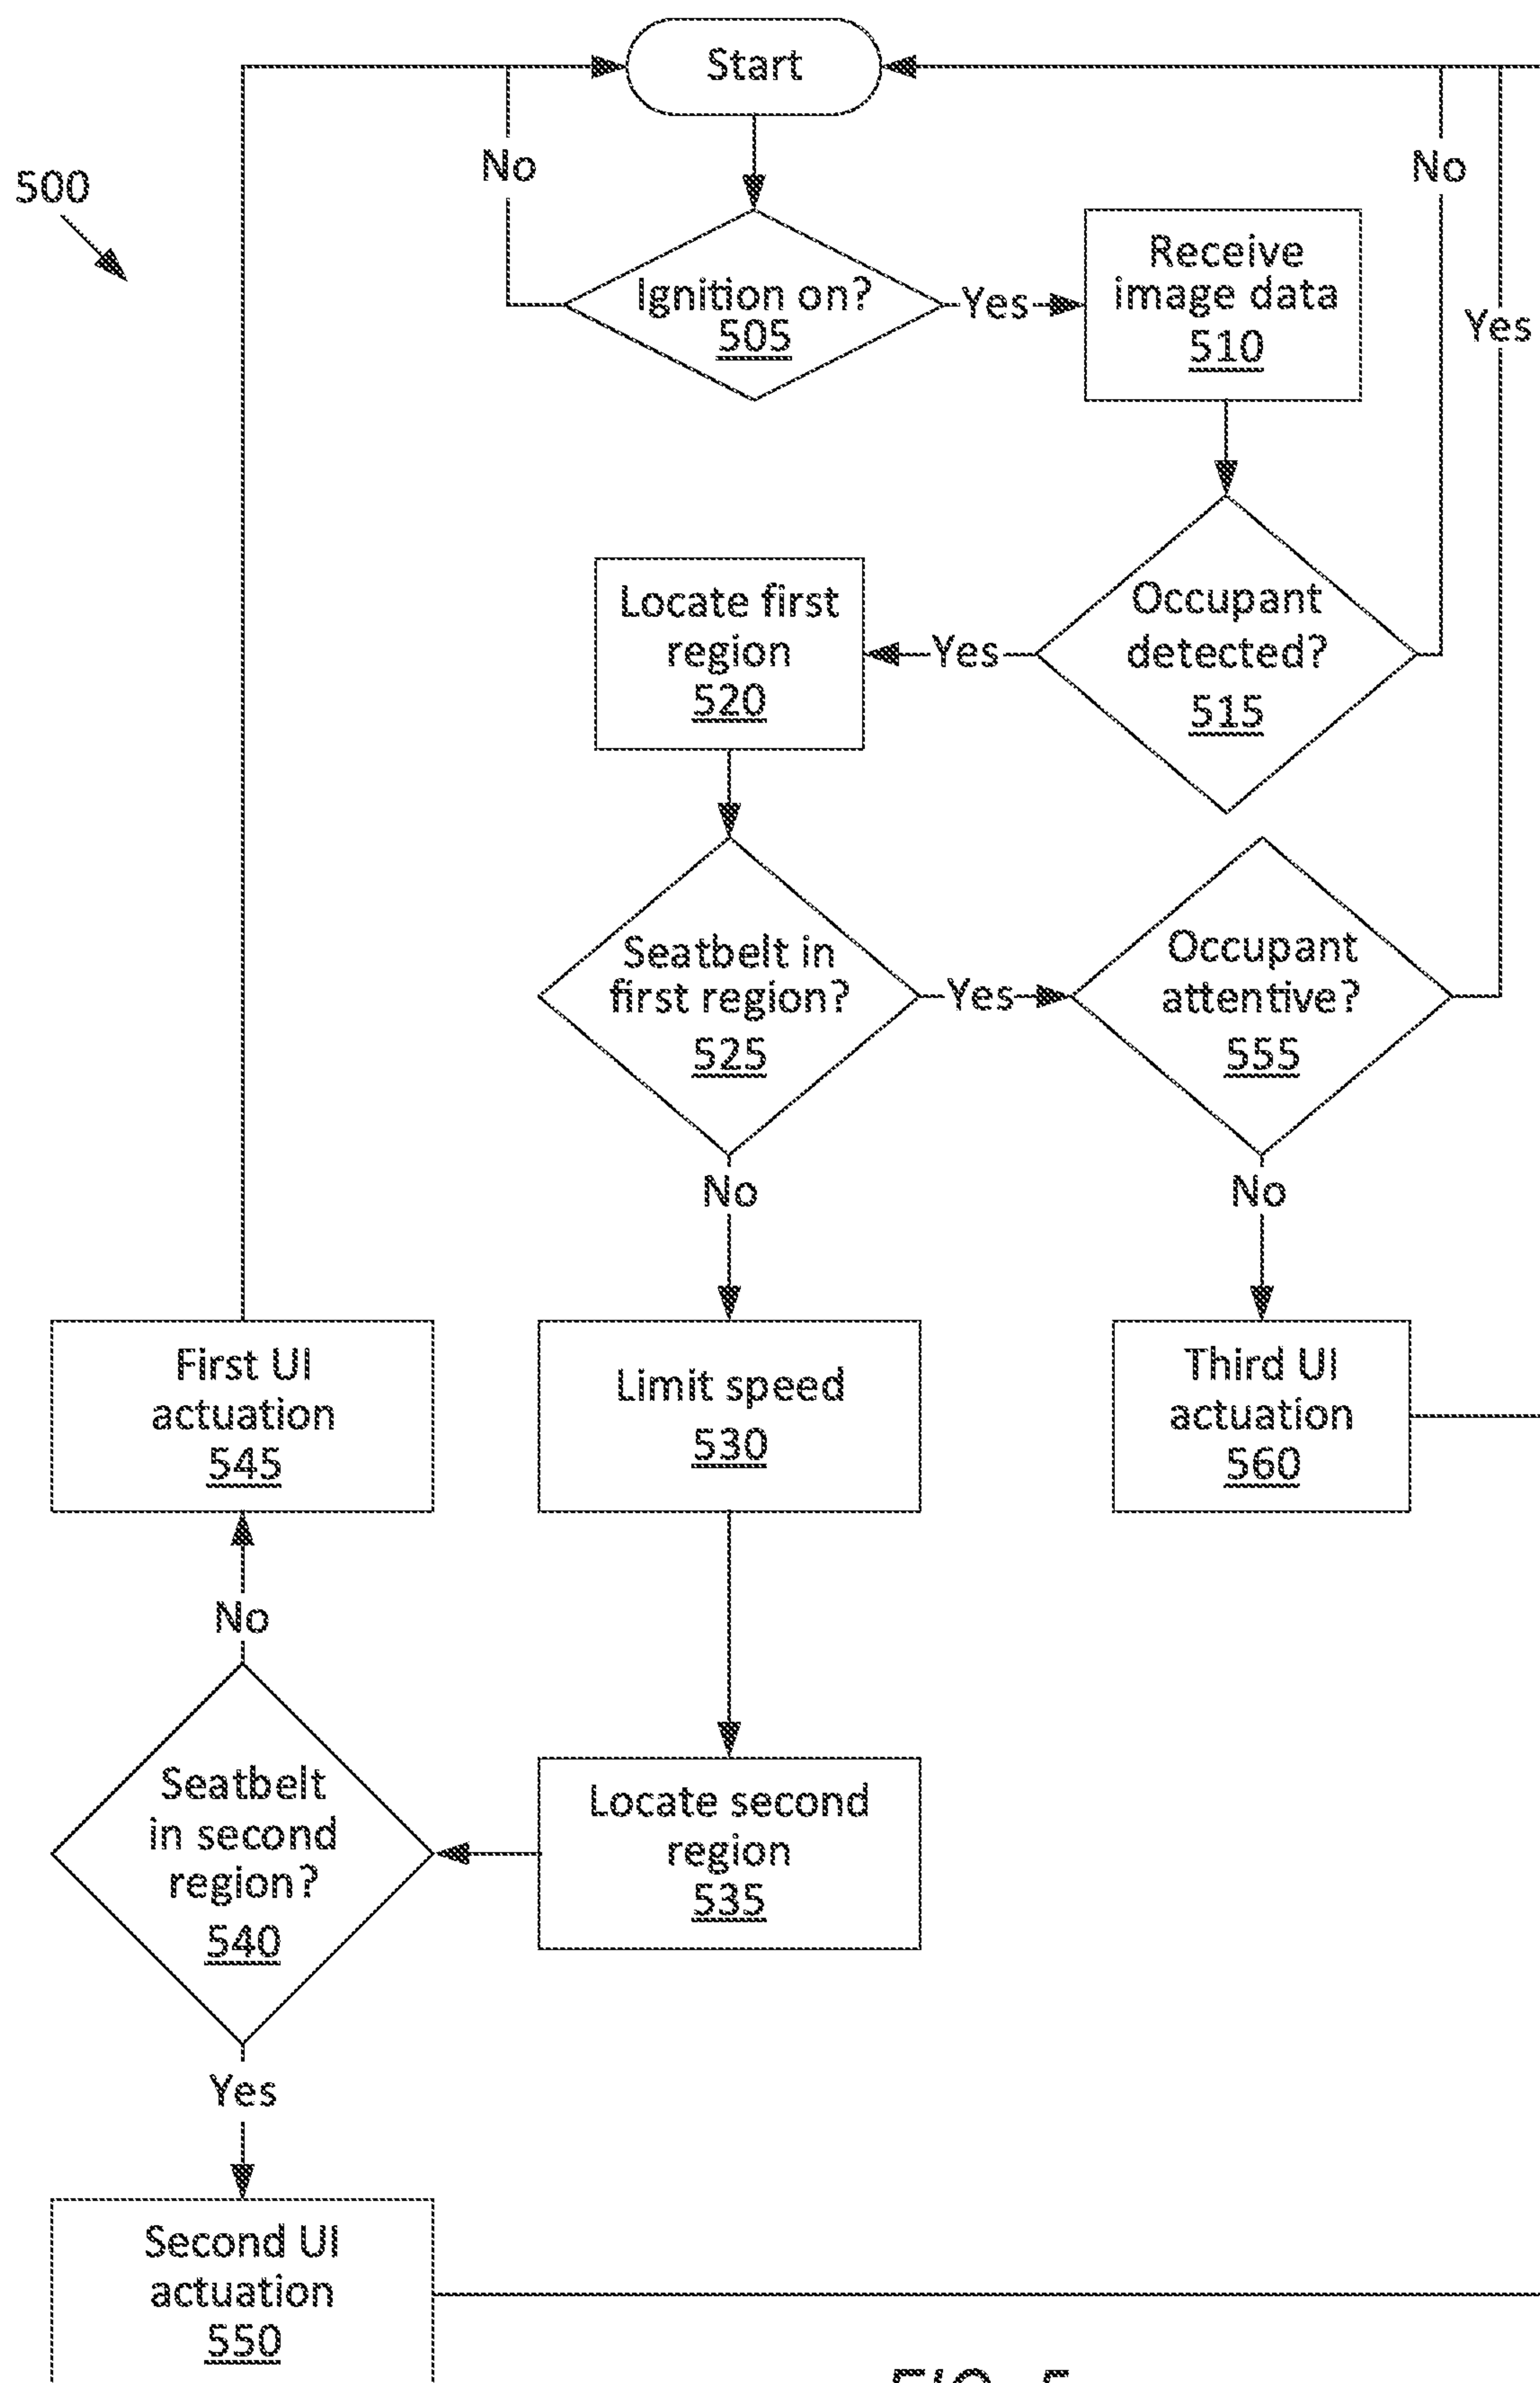 Start
No
No
500
Receive
image data
510
Ignition on?
505
Yes
Yes
Locate first
region
520
Yes
Occupant
detected?
515
Seatbelt in
first region?
525
Yes
Occupant
attentive?
555
No
No
First UI
actuation
545
Limit speed
530
Third UI
actuation
560
No
Seatbelt
in second
region?
540
Locate second
region
535
Yes
Second UI
actuation
550